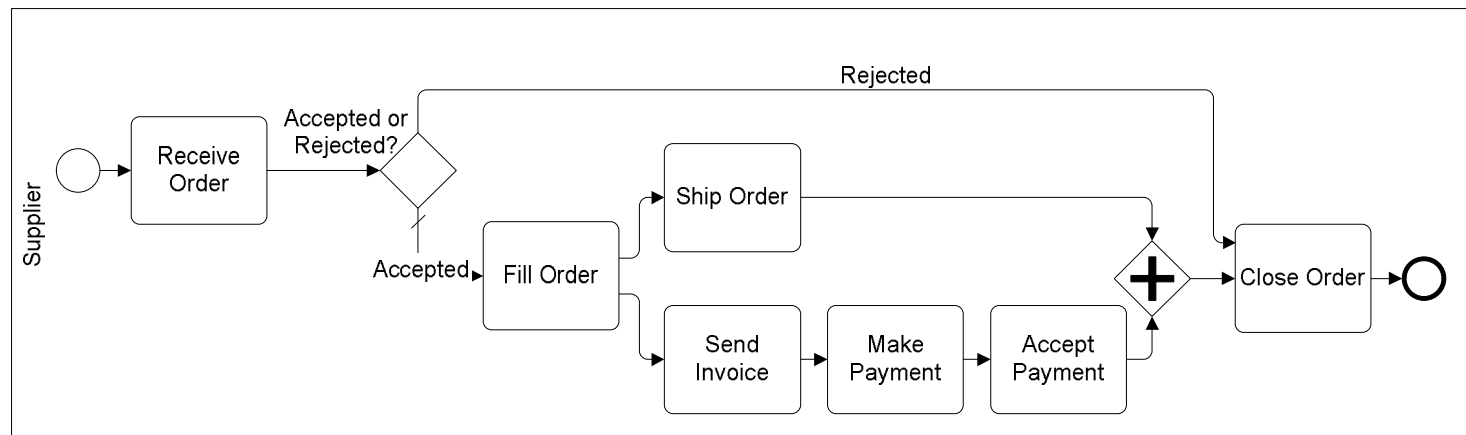 Supplier
Receive
Order
Accepted or
Rejected?
Rejected
Accepted
Fill Order
Ship Order
Send
Invoice
Make
Payment
Accept
Payment
Close Order